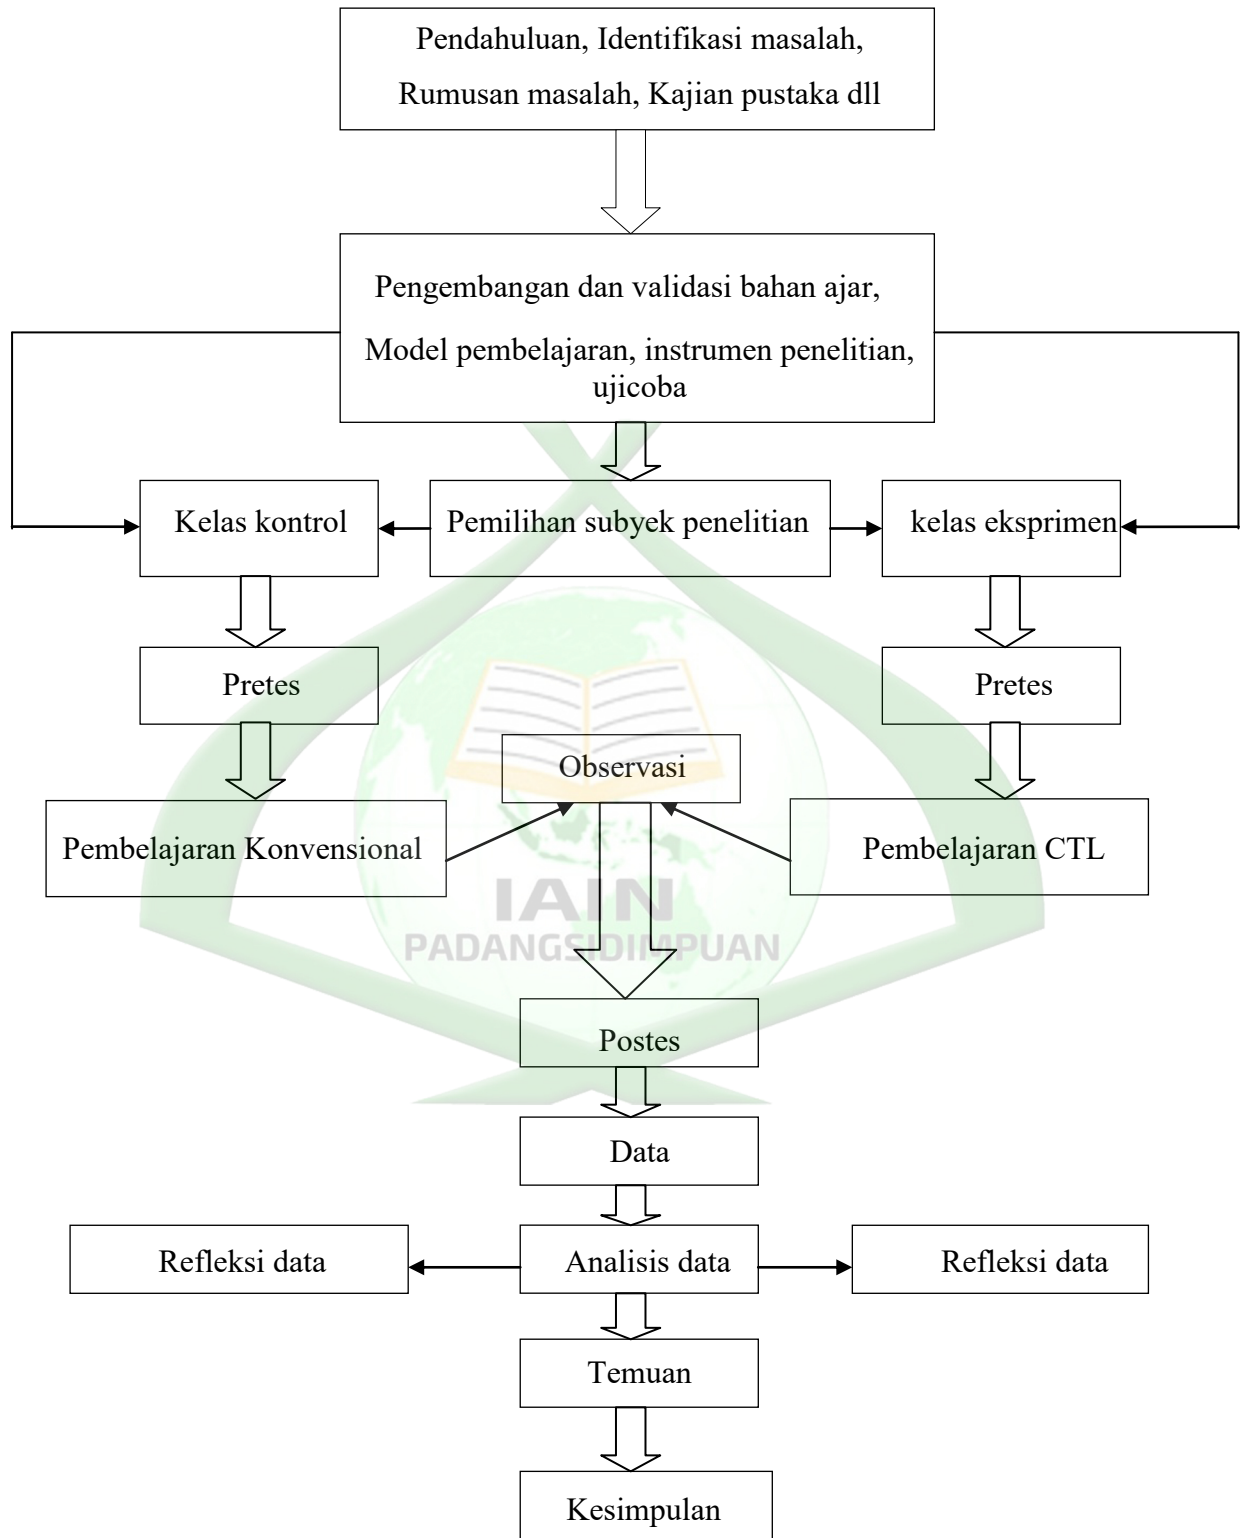 Pendahuluan, Identifikasi masalah,
Rumusan masalah, Kajian pustaka dll
Pengembangan dan validasi bahan ajar,
Model pembelajaran, instrumen penelitian,
ujicoba
Kelas kontrol
Pemilihan subyek penelitian
kelas eksprimen
Pretes
Pretes
Observasi
Pembelajaran Konvensional
Pembelajaran CTL
IAIN
PADANGSIDIMPUAN
Postes
Data
Refleksi data
Analisis data
Refleksi data
Temuan
Kesimpulan